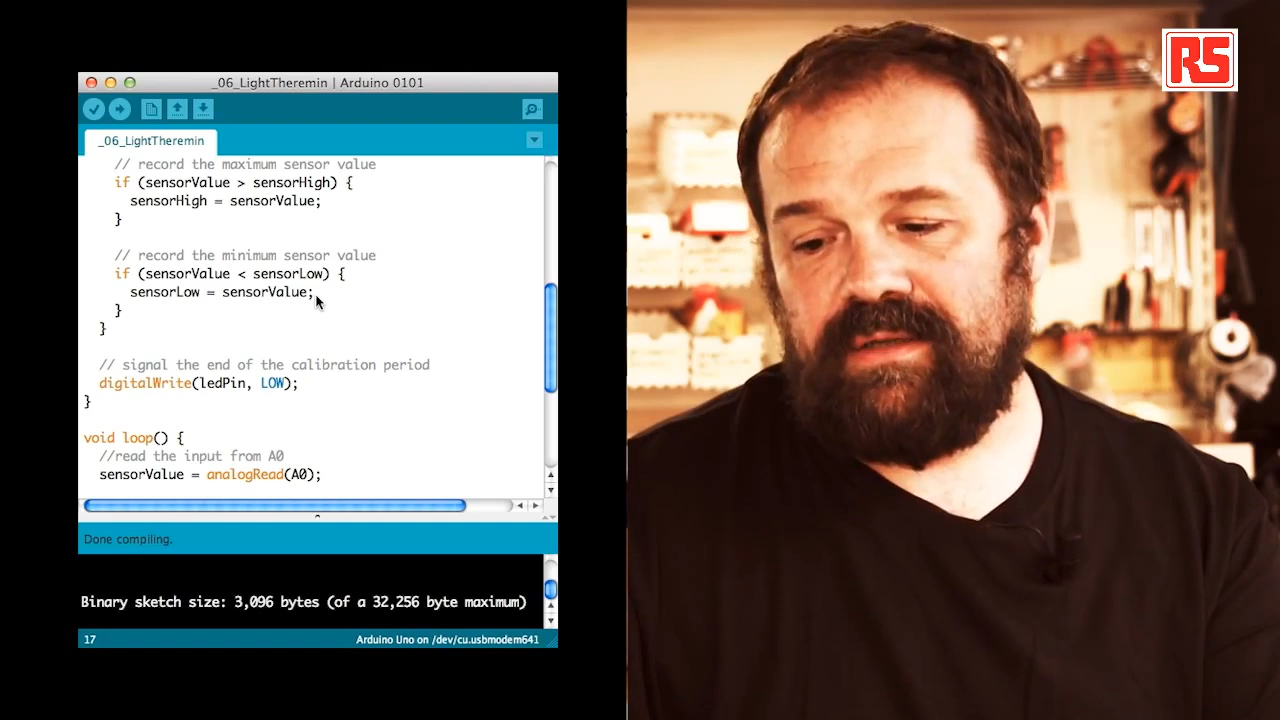 _06_LightTheremin | Arduino 0101
_06_LightTheremin
// record the maximum sensor value
if (sensorValue > sensorHigh) {
sensorHigh = sensorValue;
}
// record the minimum sensor value
if (sensorValue < sensorLow) {
sensorLow = sensorValue;
}
}
// signal the end of the calibration period
digitalWrite(ledPin, LOW);
}
void loop() {
//read the input from A0
sensorValue = analogRead(A0);
Done compiling.
Binary sketch size: 3,096 bytes (of a 32,256 byte maximum)
17
Arduino Uno on /dev/cu.usbmodem641
RS